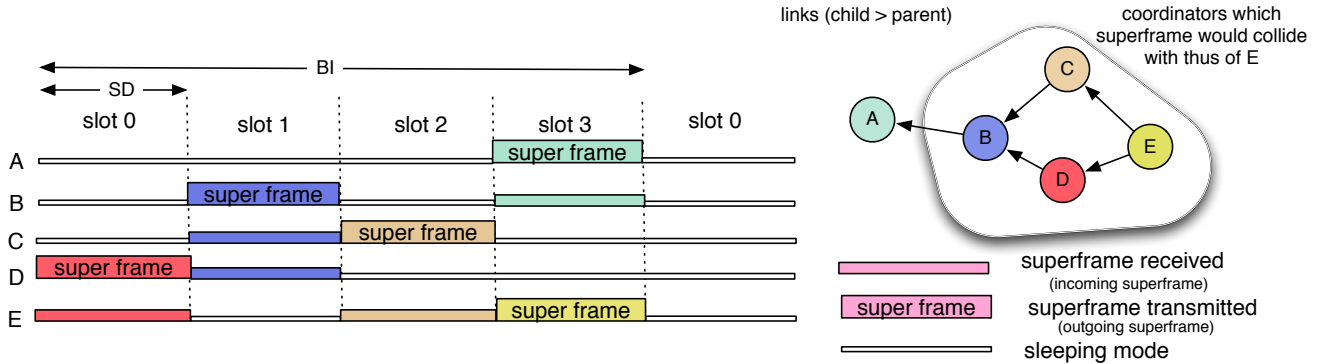 BI
SD
slot 0
slot 1
slot 2
slot 3
slot 0
A
super frame
B
super frame
C
super frame
D
super frame
E
super frame
links (child > parent)
coordinators which
superframe would collide
with thus of E
A
B
C
D
E
superframe received
(incoming superframe)
super frame
superframe transmitted
(outgoing superframe)
sleeping mode